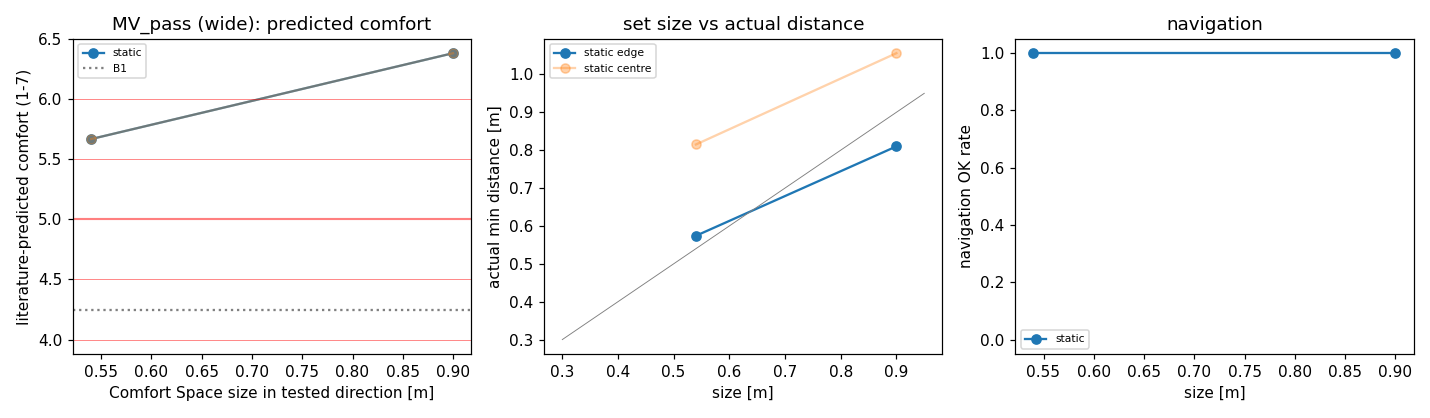 MV_pass (wide): predicted comfort
literature-predicted comfort (1-7)
6.5
6.0
5.5
5.0
4.5
4.0
static
B1
0.55 0.60 0.65 0.70 0.75 0.80 0.85 0.90
Comfort Space size in tested direction [m]
set size vs actual distance
actual min distance [m]
1.0
0.9
0.8
0.7
0.6
0.5
0.4
0.3
static edge
static centre
0.3 0.4 0.5 0.6 0.7 0.8 0.9
size [m]
navigation
navigation OK rate
1.0
0.8
0.6
0.4
0.2
0.0
static
0.55 0.60 0.65 0.70 0.75 0.80 0.85 0.90
size [m]